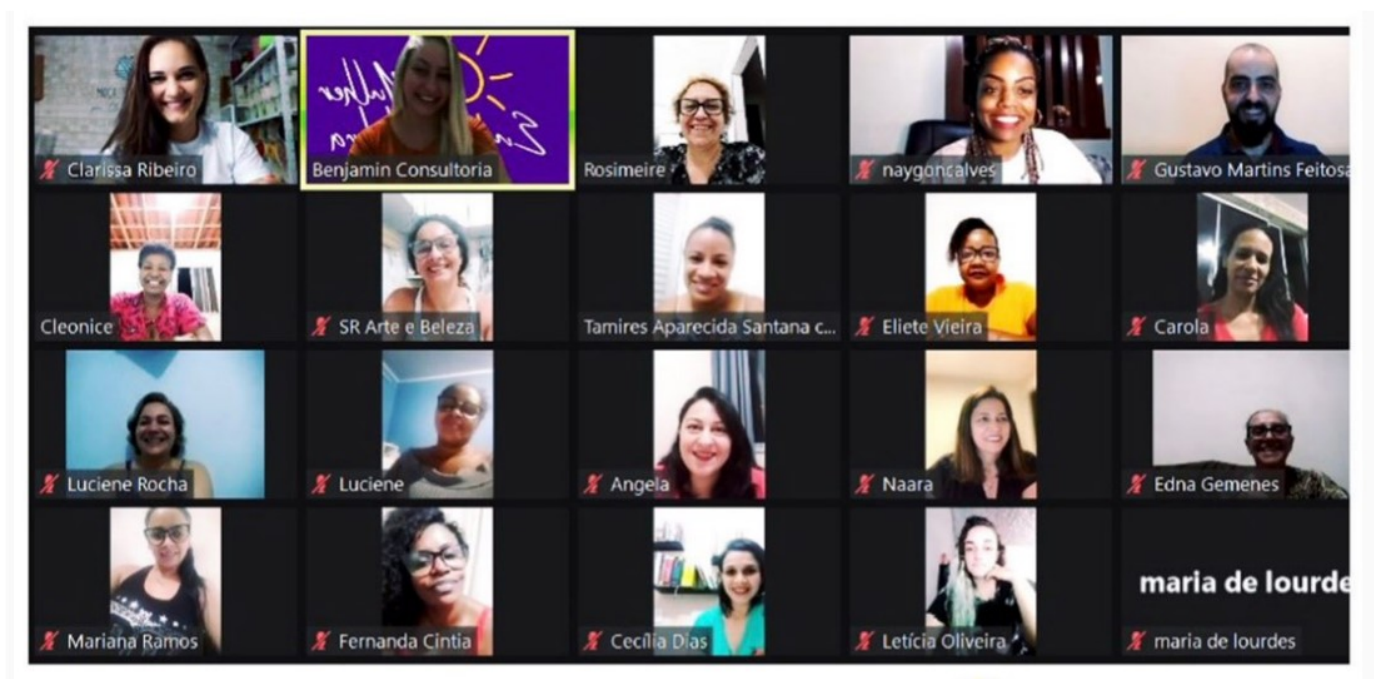 Clarissa Ribeiro
Benjamin Consultoria
Rosimeire
naygoncalves
Gustavo Martins Feitosa
Cleonice
SR Arte e Beleza
Tamires Aparecida Santana c...
Eliete Vieira
Carola
Luciene Rocha
Luciene
Angela
Naara
Edna Gemenes
Mariana Ramos
Fernanda Cintia
Cecília Dias
Letícia Oliveira
maria de lourde
maria de lourdes